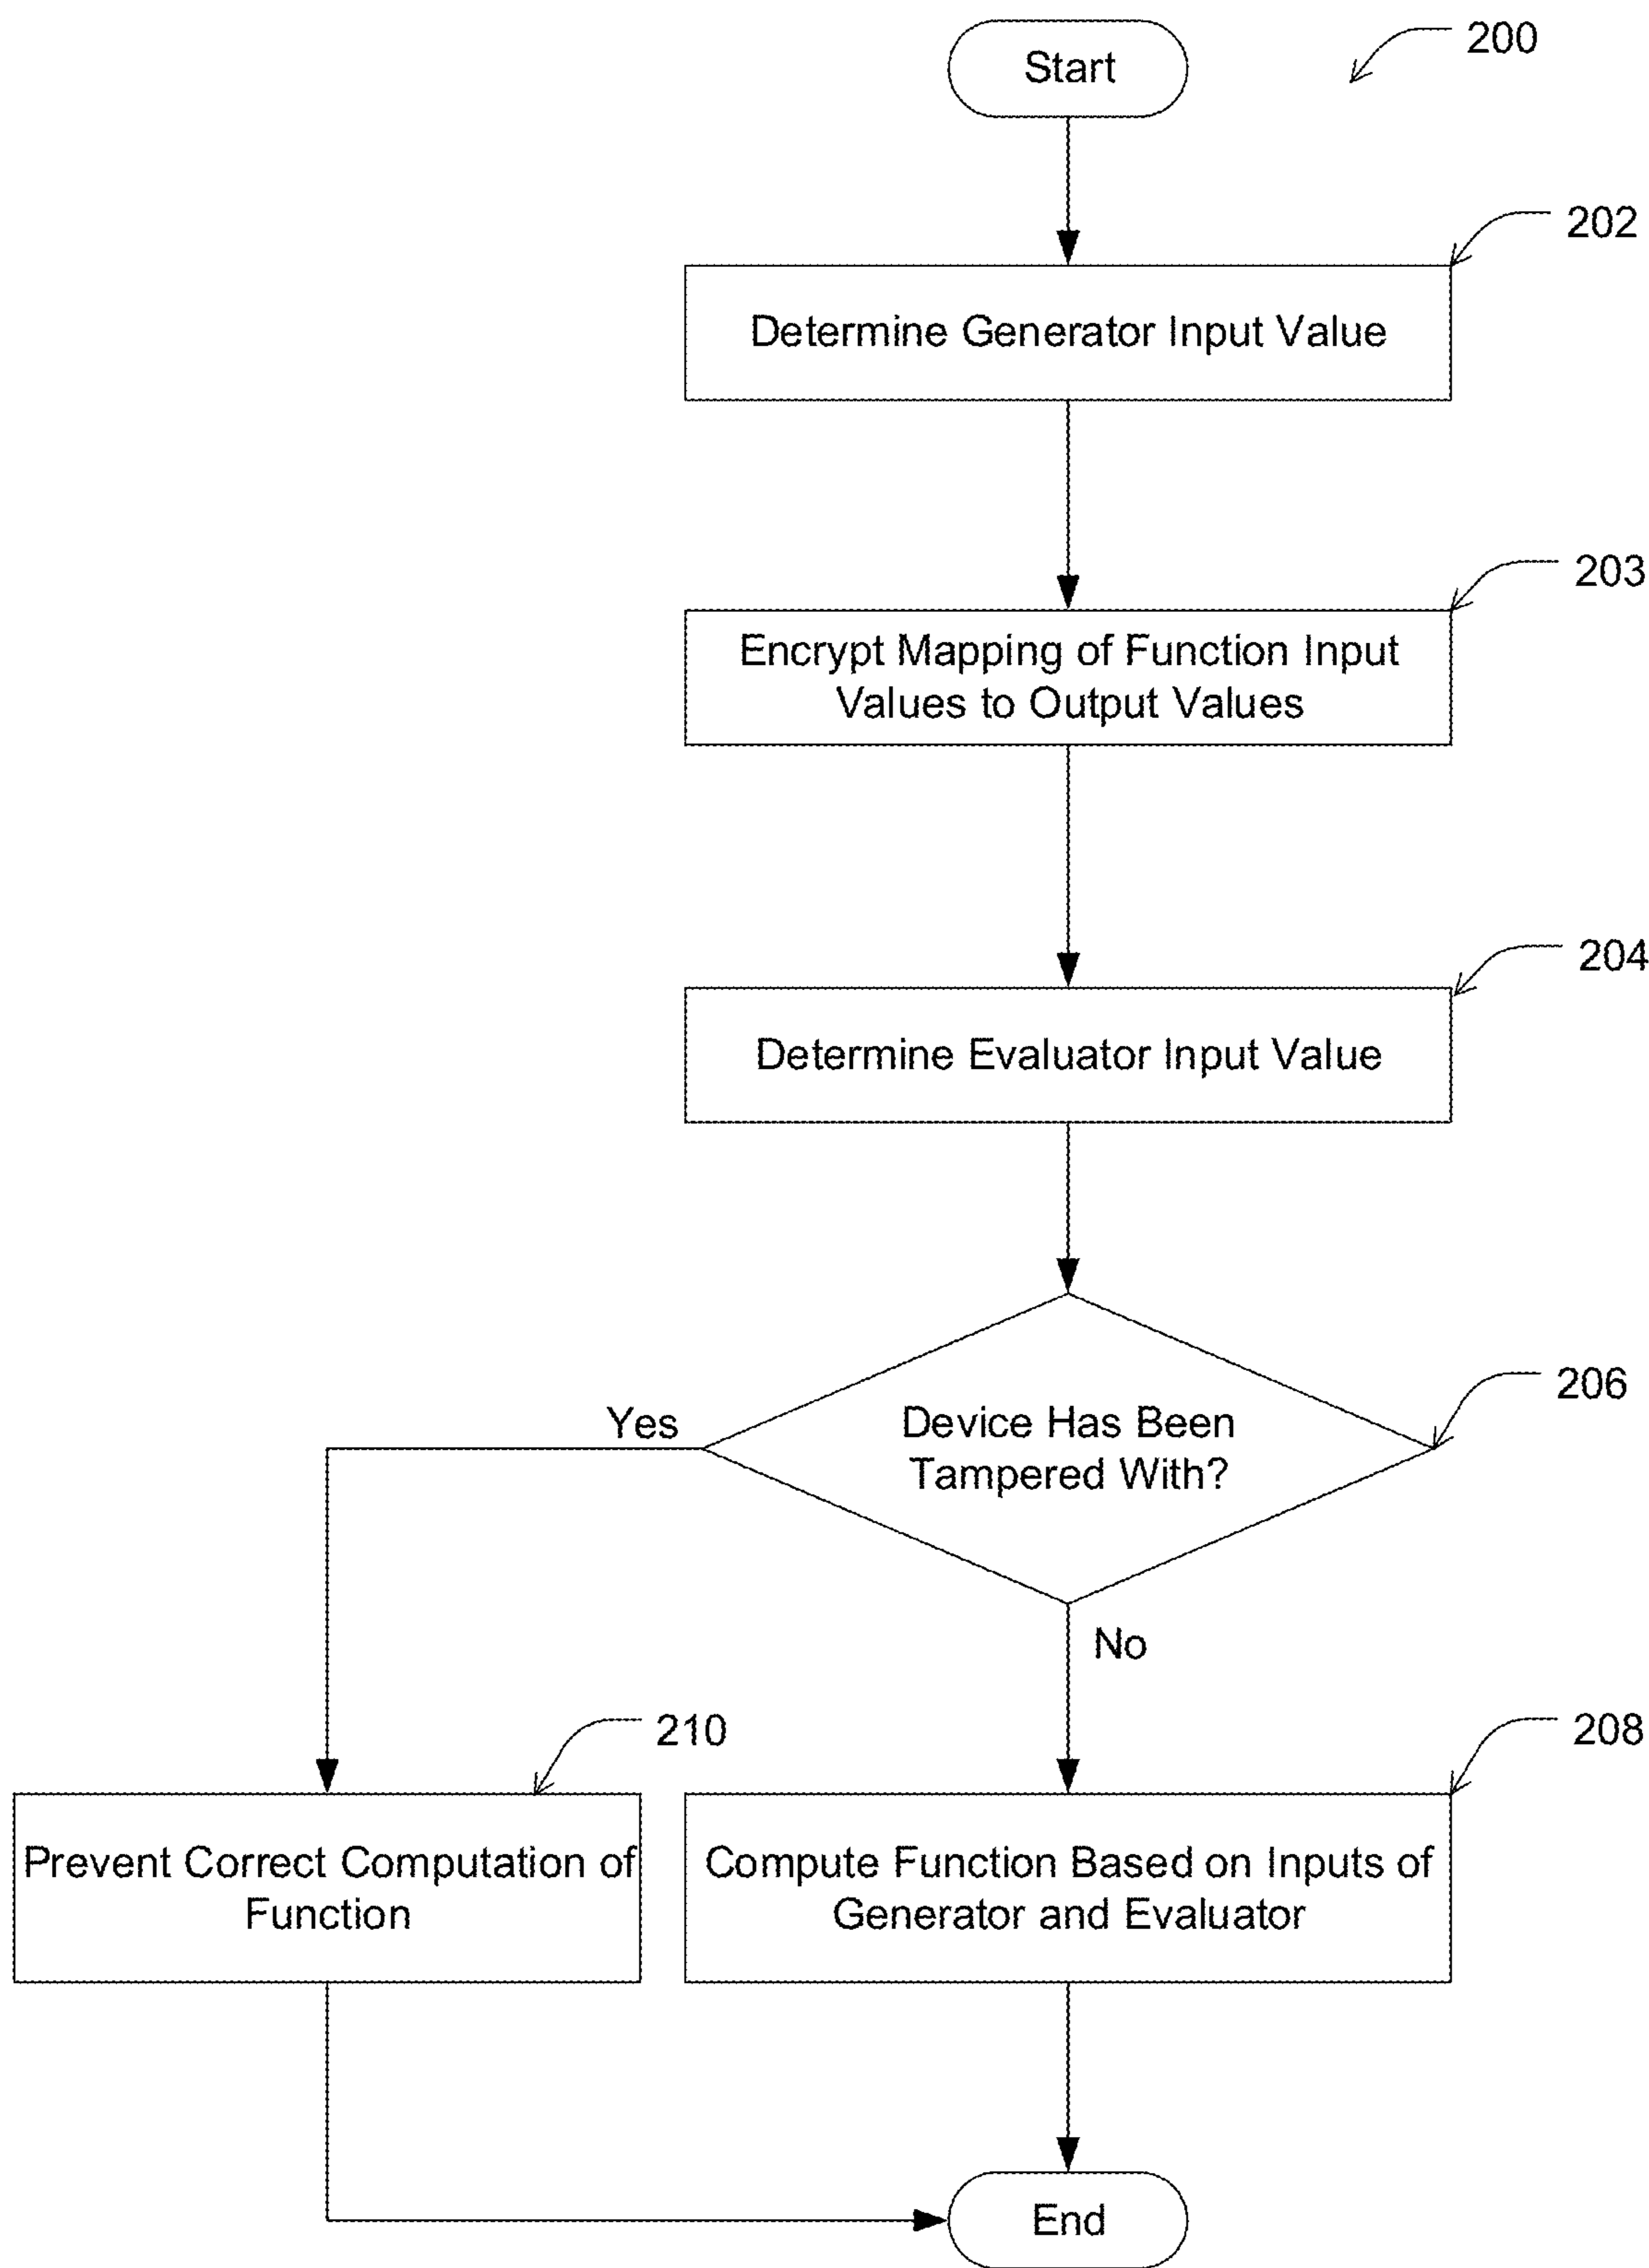 Start
200
202
Determine Generator Input Value
203
Encrypt Mapping of Function Input
Values to Output Values
204
Determine Evaluator Input Value
206
Device Has Been
Tampered With?
Yes
No
210
Prevent Correct Computation of
Function
208
Compute Function Based on Inputs of
Generator and Evaluator
End